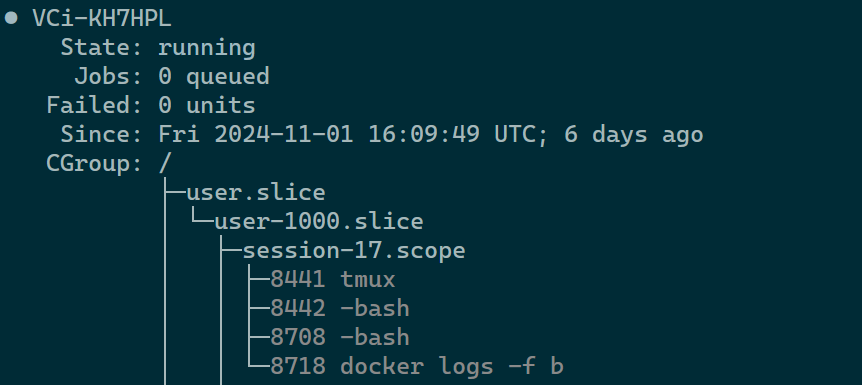 ● VCi-KH7HPL
State: running
Jobs: 0 queued
Failed: 0 units
Since: Fri 2024-11-01 16:09:49 UTC; 6 days ago
CGroup: /
├─user.slice
│ └─user-1000.slice
│   ├─session-17.scope
│   │ ├─8441 tmux
│   │ ├─8442 -bash
│   │ ├─8708 -bash
│   │ └─8718 docker logs -f b